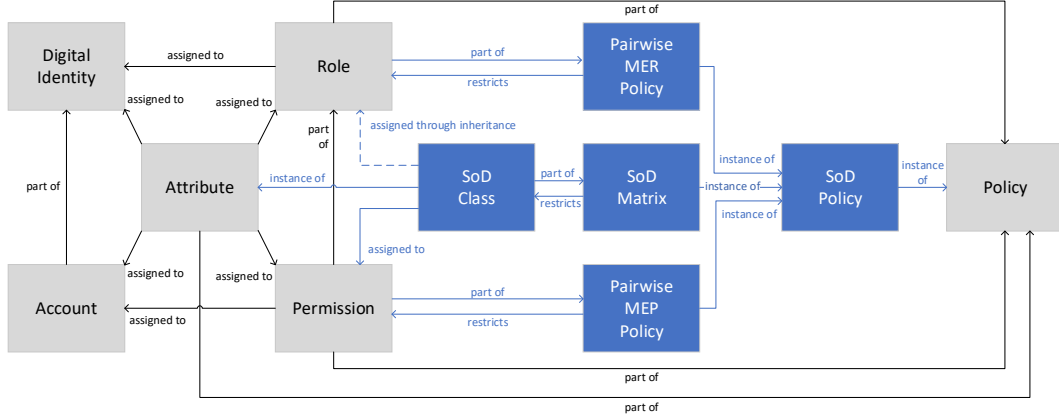 part of
Digital
Identity
assigned to
Role
part of
restricts
Pairwise
MER
Policy
assigned to
assigned to
part
of
assigned through inheritance
part of
Attribute
instance of
SoD
Class
part of
restricts
SoD
Matrix
instance of
instance of
instance of
SoD
Policy
instance
of
Policy
assigned to
assigned to
assigned to
Account
assigned to
Permission
part of
restricts
Pairwise
MEP
Policy
part of
part of